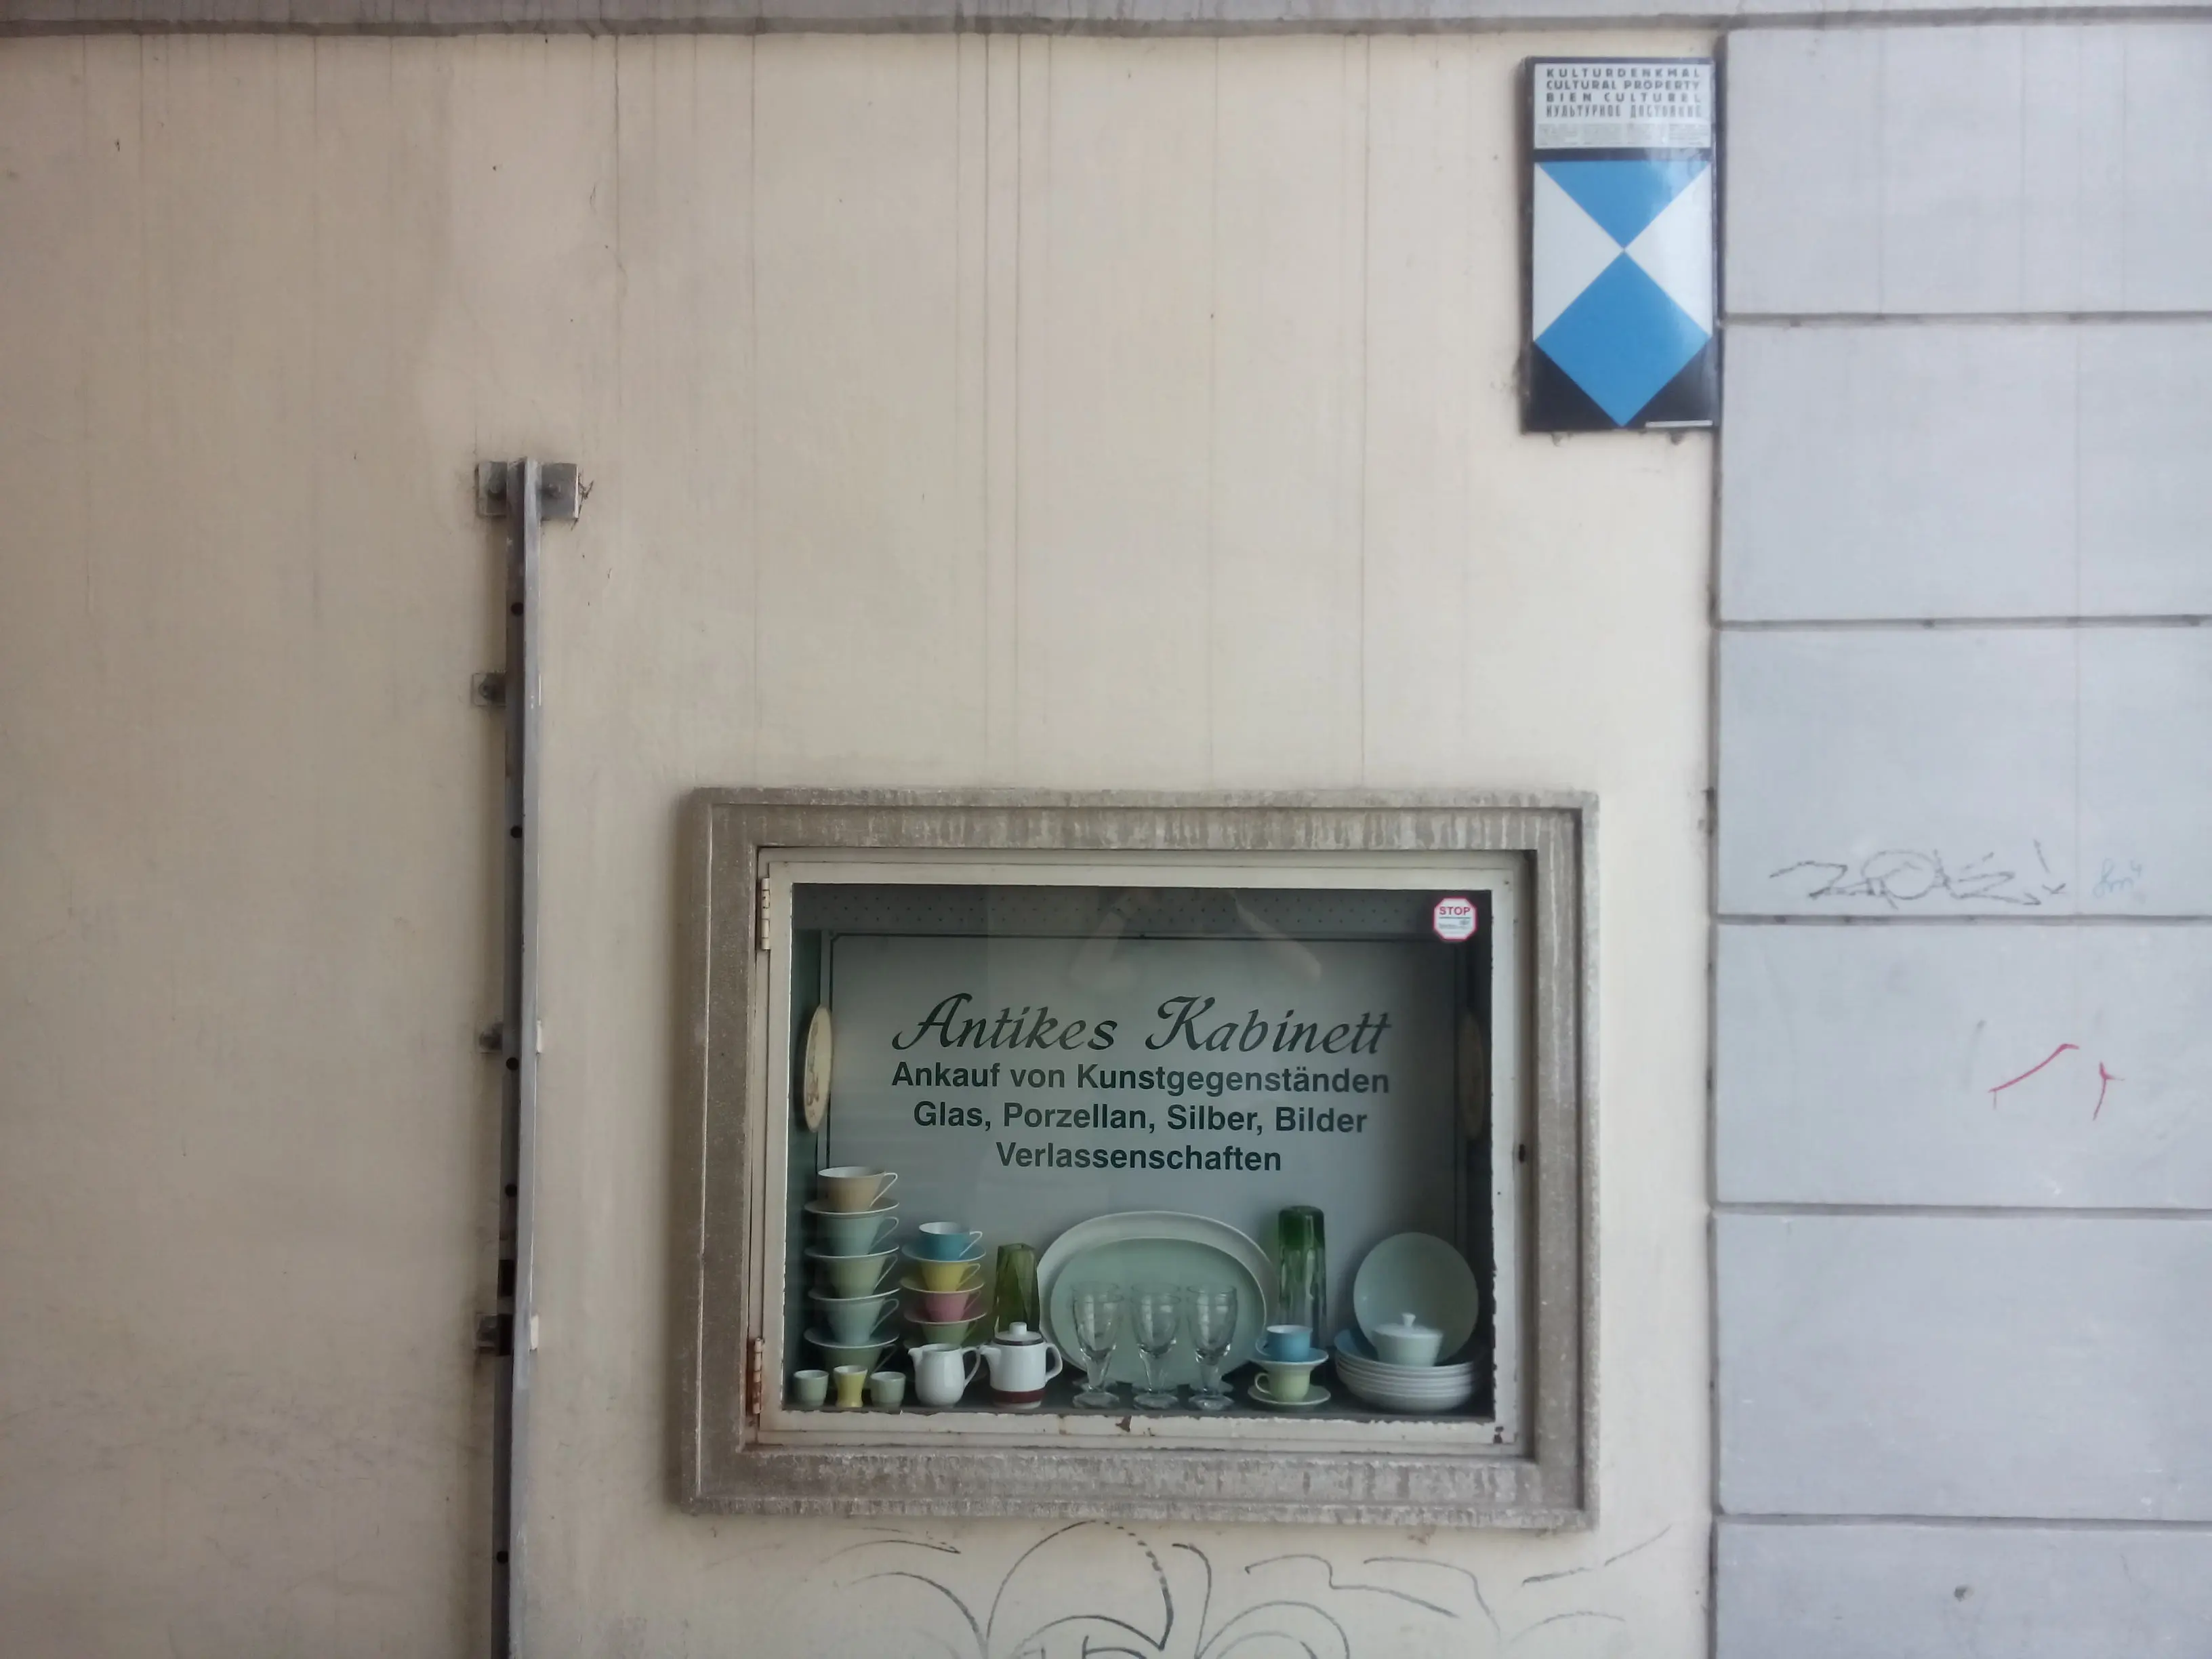 KULTURDENKMAL
CULTURAL PROPERTY
BIEN CULTUREL
КУЛЬТУРНОЕ ДОСТОЯНИЕ
STOP
Antikes Kabinett
Ankauf von Kunstgegenständen
Glas, Porzellan, Silber, Bilder
Verlassenschaften